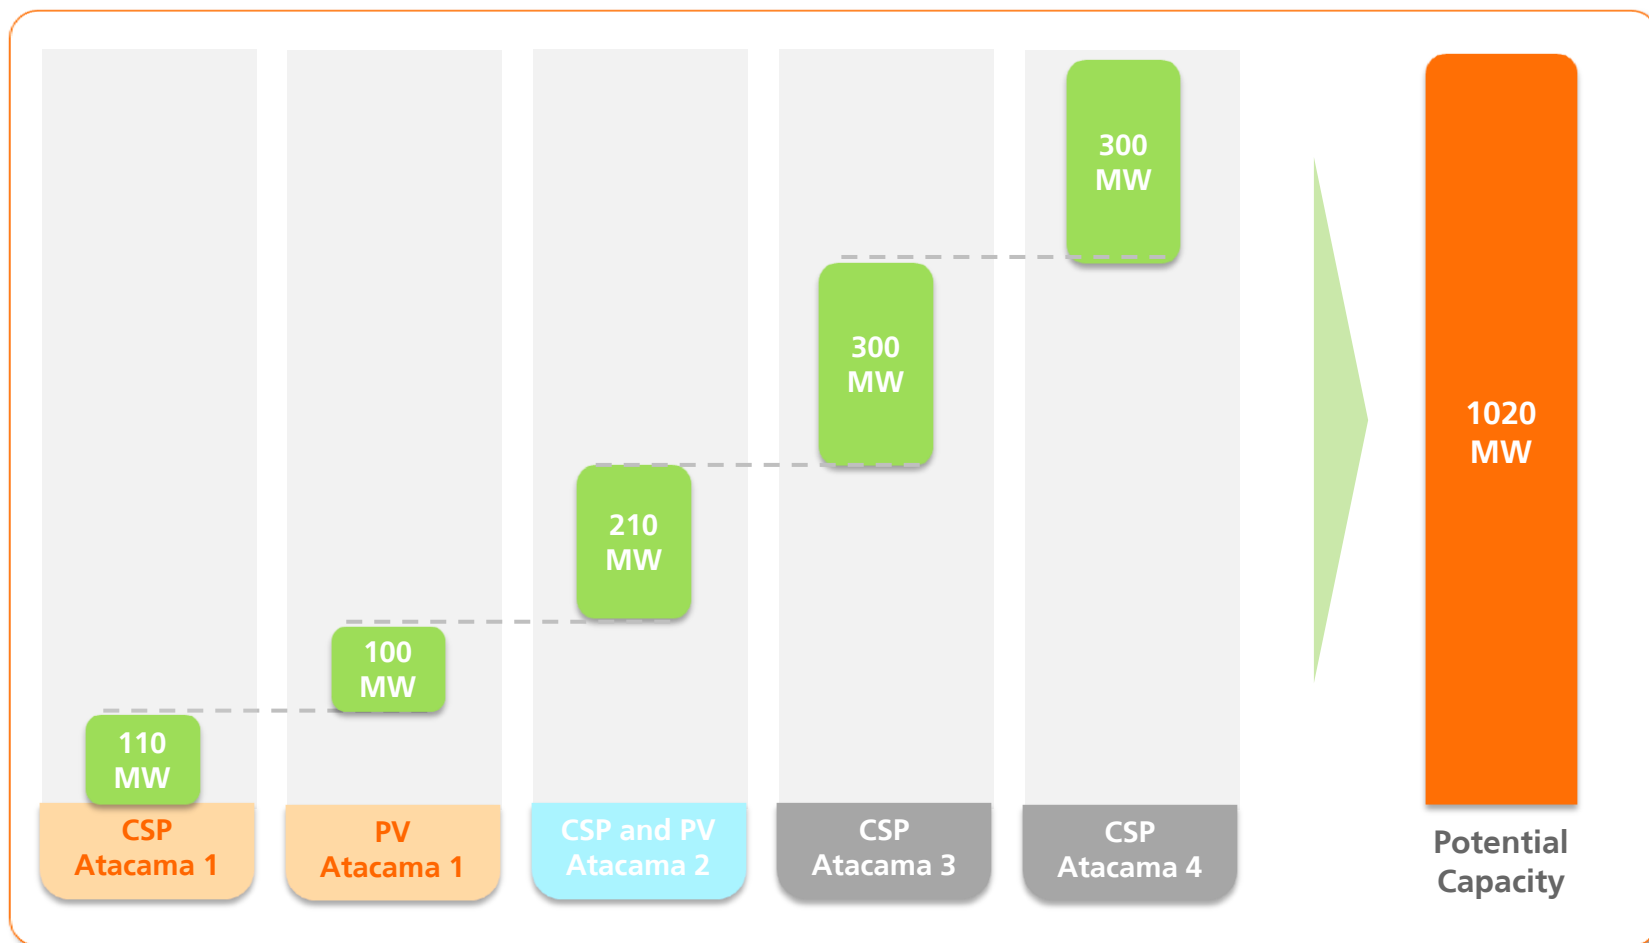 300
MW
300
MW
1020
MW
210
MW
100
MW
110
MW
CSP
Atacama 1
PV
Atacama 1
CSP and PV
Atacama 2
CSP
Atacama 3
CSP
Atacama 4
Potential
Capacity